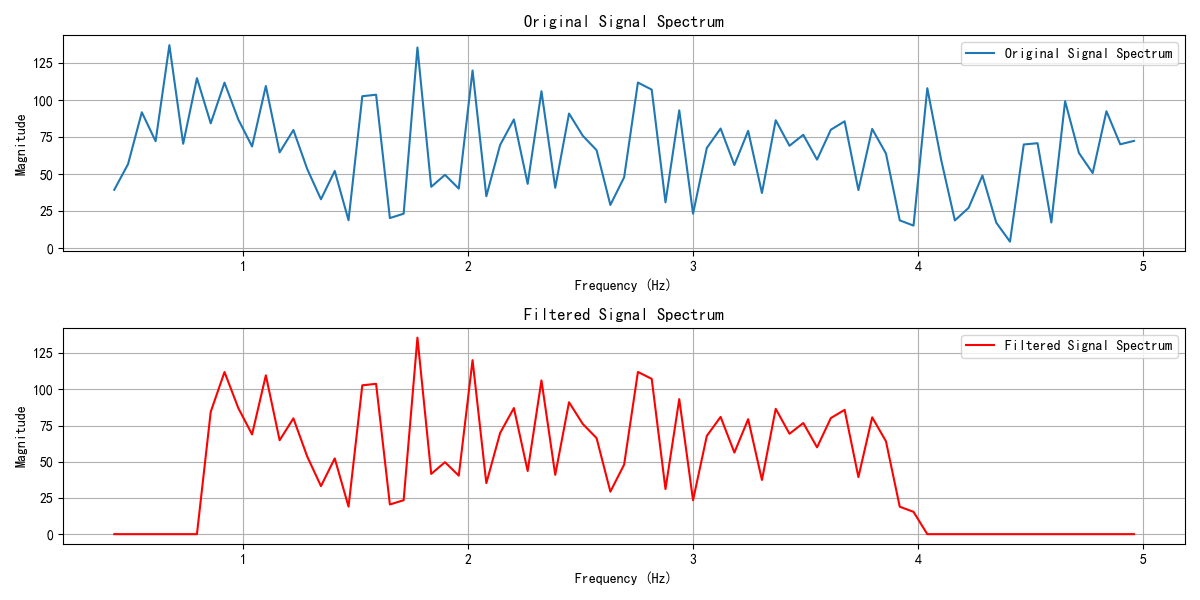 Original Signal Spectrum
Original Signal Spectrum
Magnitude
125
100
75
50
25
0
1 2 3 4 5
Frequency (Hz)
Filtered Signal Spectrum
Filtered Signal Spectrum
Magnitude
125
100
75
50
25
0
1 2 3 4 5
Frequency (Hz)